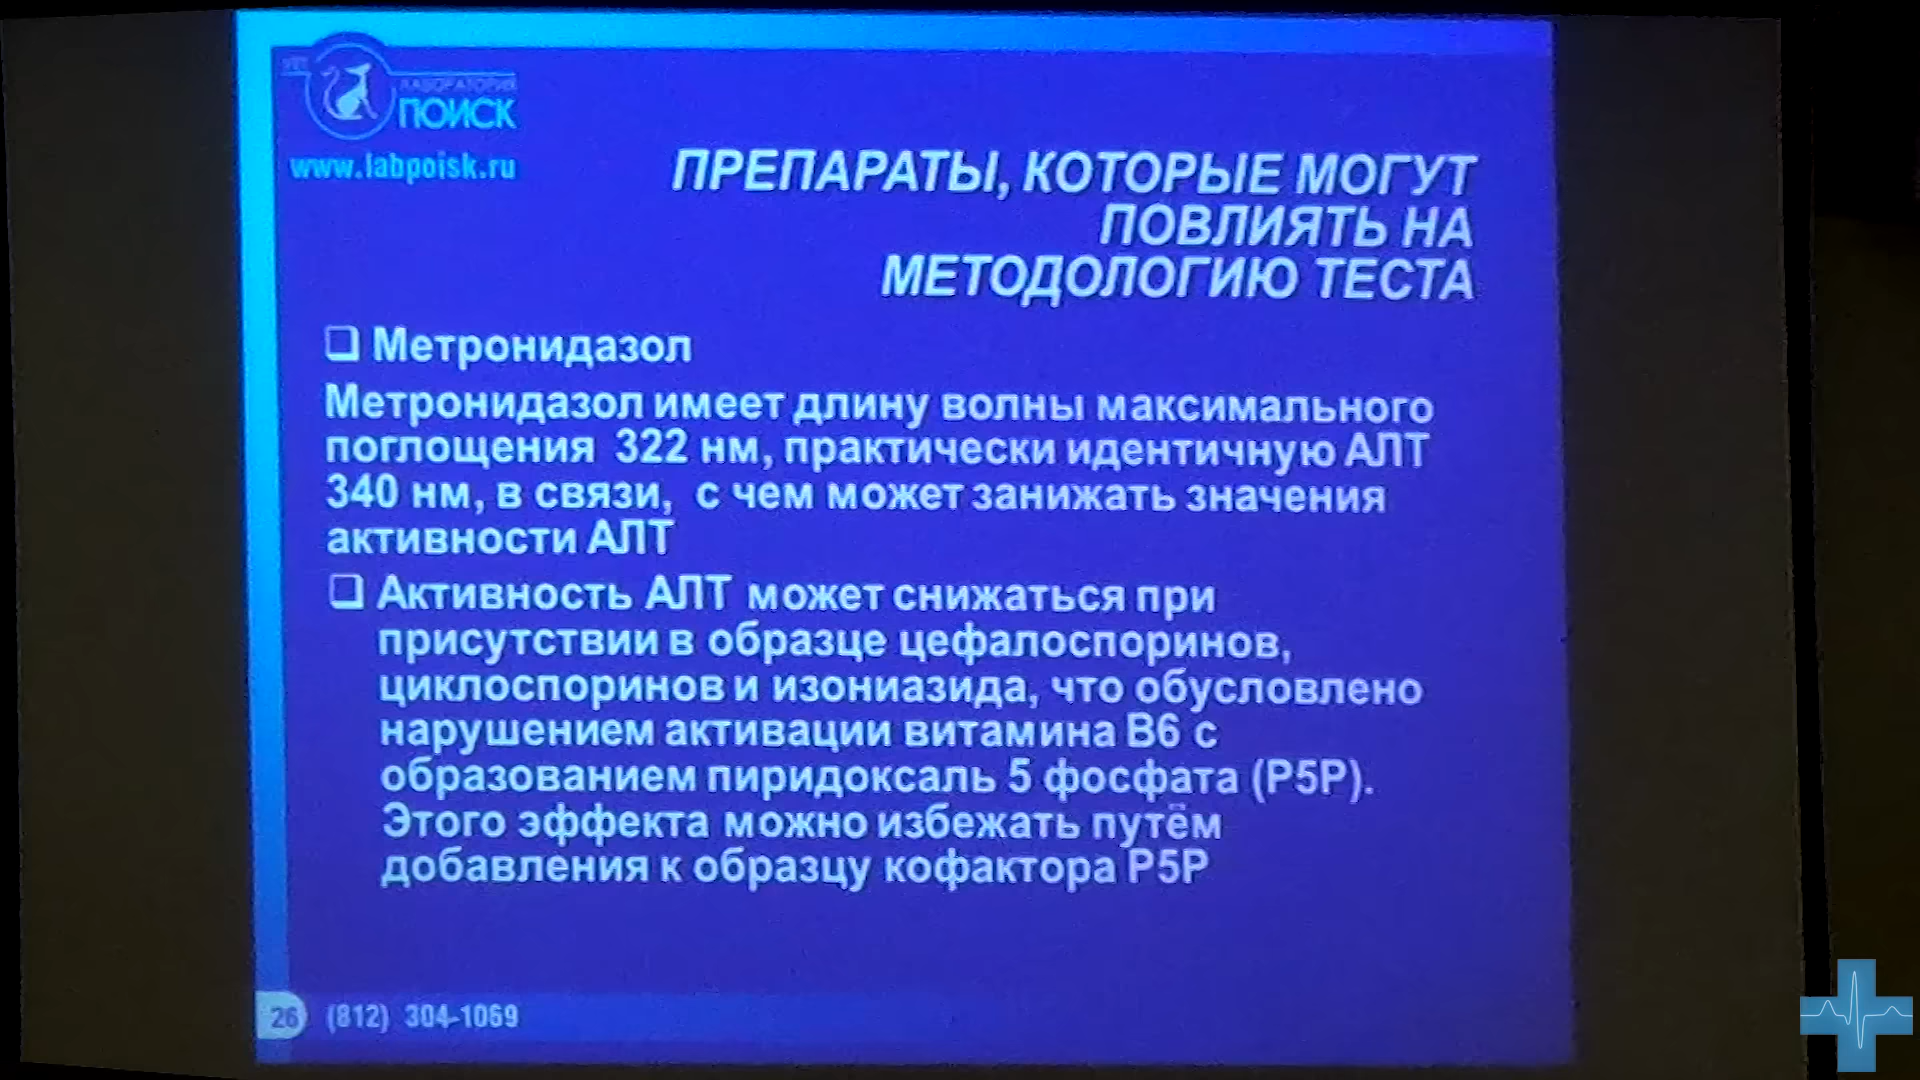 ВЕТ
ЛАБОРАТОРИЯ
ПОИСК
www.labpoisk.ru
ПРЕПАРАТЫ, КОТОРЫЕ МОГУТ
ПОВЛИЯТЬ НА
МЕТОДОЛОГИЮ ТЕСТА
❑ Метронидазол
Метронидазол имеет длину волны максимального
поглощения 322 нм, практически идентичную АЛТ
340 нм, в связи, с чем может занижать значения
активности АЛТ
❑ Активность АЛТ может снижаться при
присутствии в образце цефалоспоринов,
циклоспоринов и изониазида, что обусловлено
нарушением активации витамина В6 с
образованием пиридоксаль 5 фосфата (P5P).
Этого эффекта можно избежать путём
добавления к образцу кофактора P5P
26 (812) 304-1069